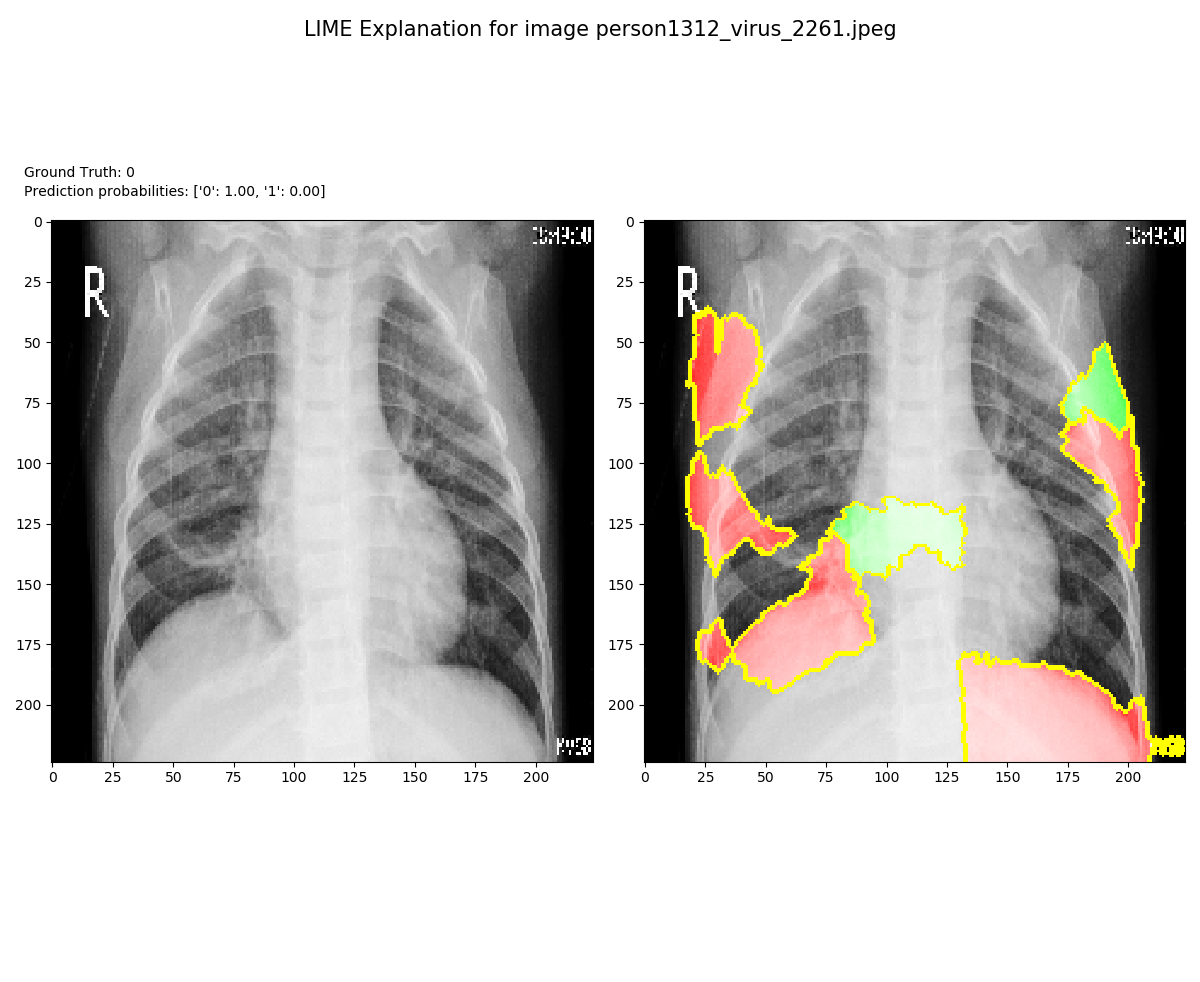 LIME Explanation for image person1312_virus_2261.jpeg
Ground Truth: 0
Prediction probabilities: ['0': 1.00, '1': 0.00]
R
R
0
25
50
75
100
125
150
175
200
0 25 50 75 100 125 150 175 200
0
25
50
75
100
125
150
175
200
0 25 50 75 100 125 150 175 200